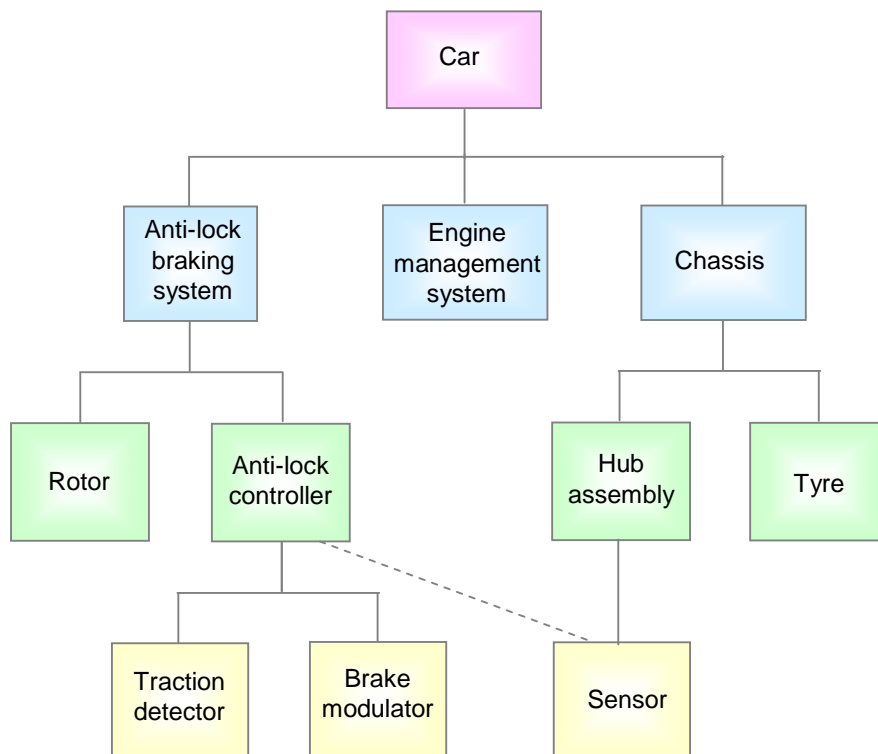 Car
Anti-lock
braking
system
Engine
management
system
Chassis
Rotor
Anti-lock
controller
Hub
assembly
Tyre
Traction
detector
Brake
modulator
Sensor